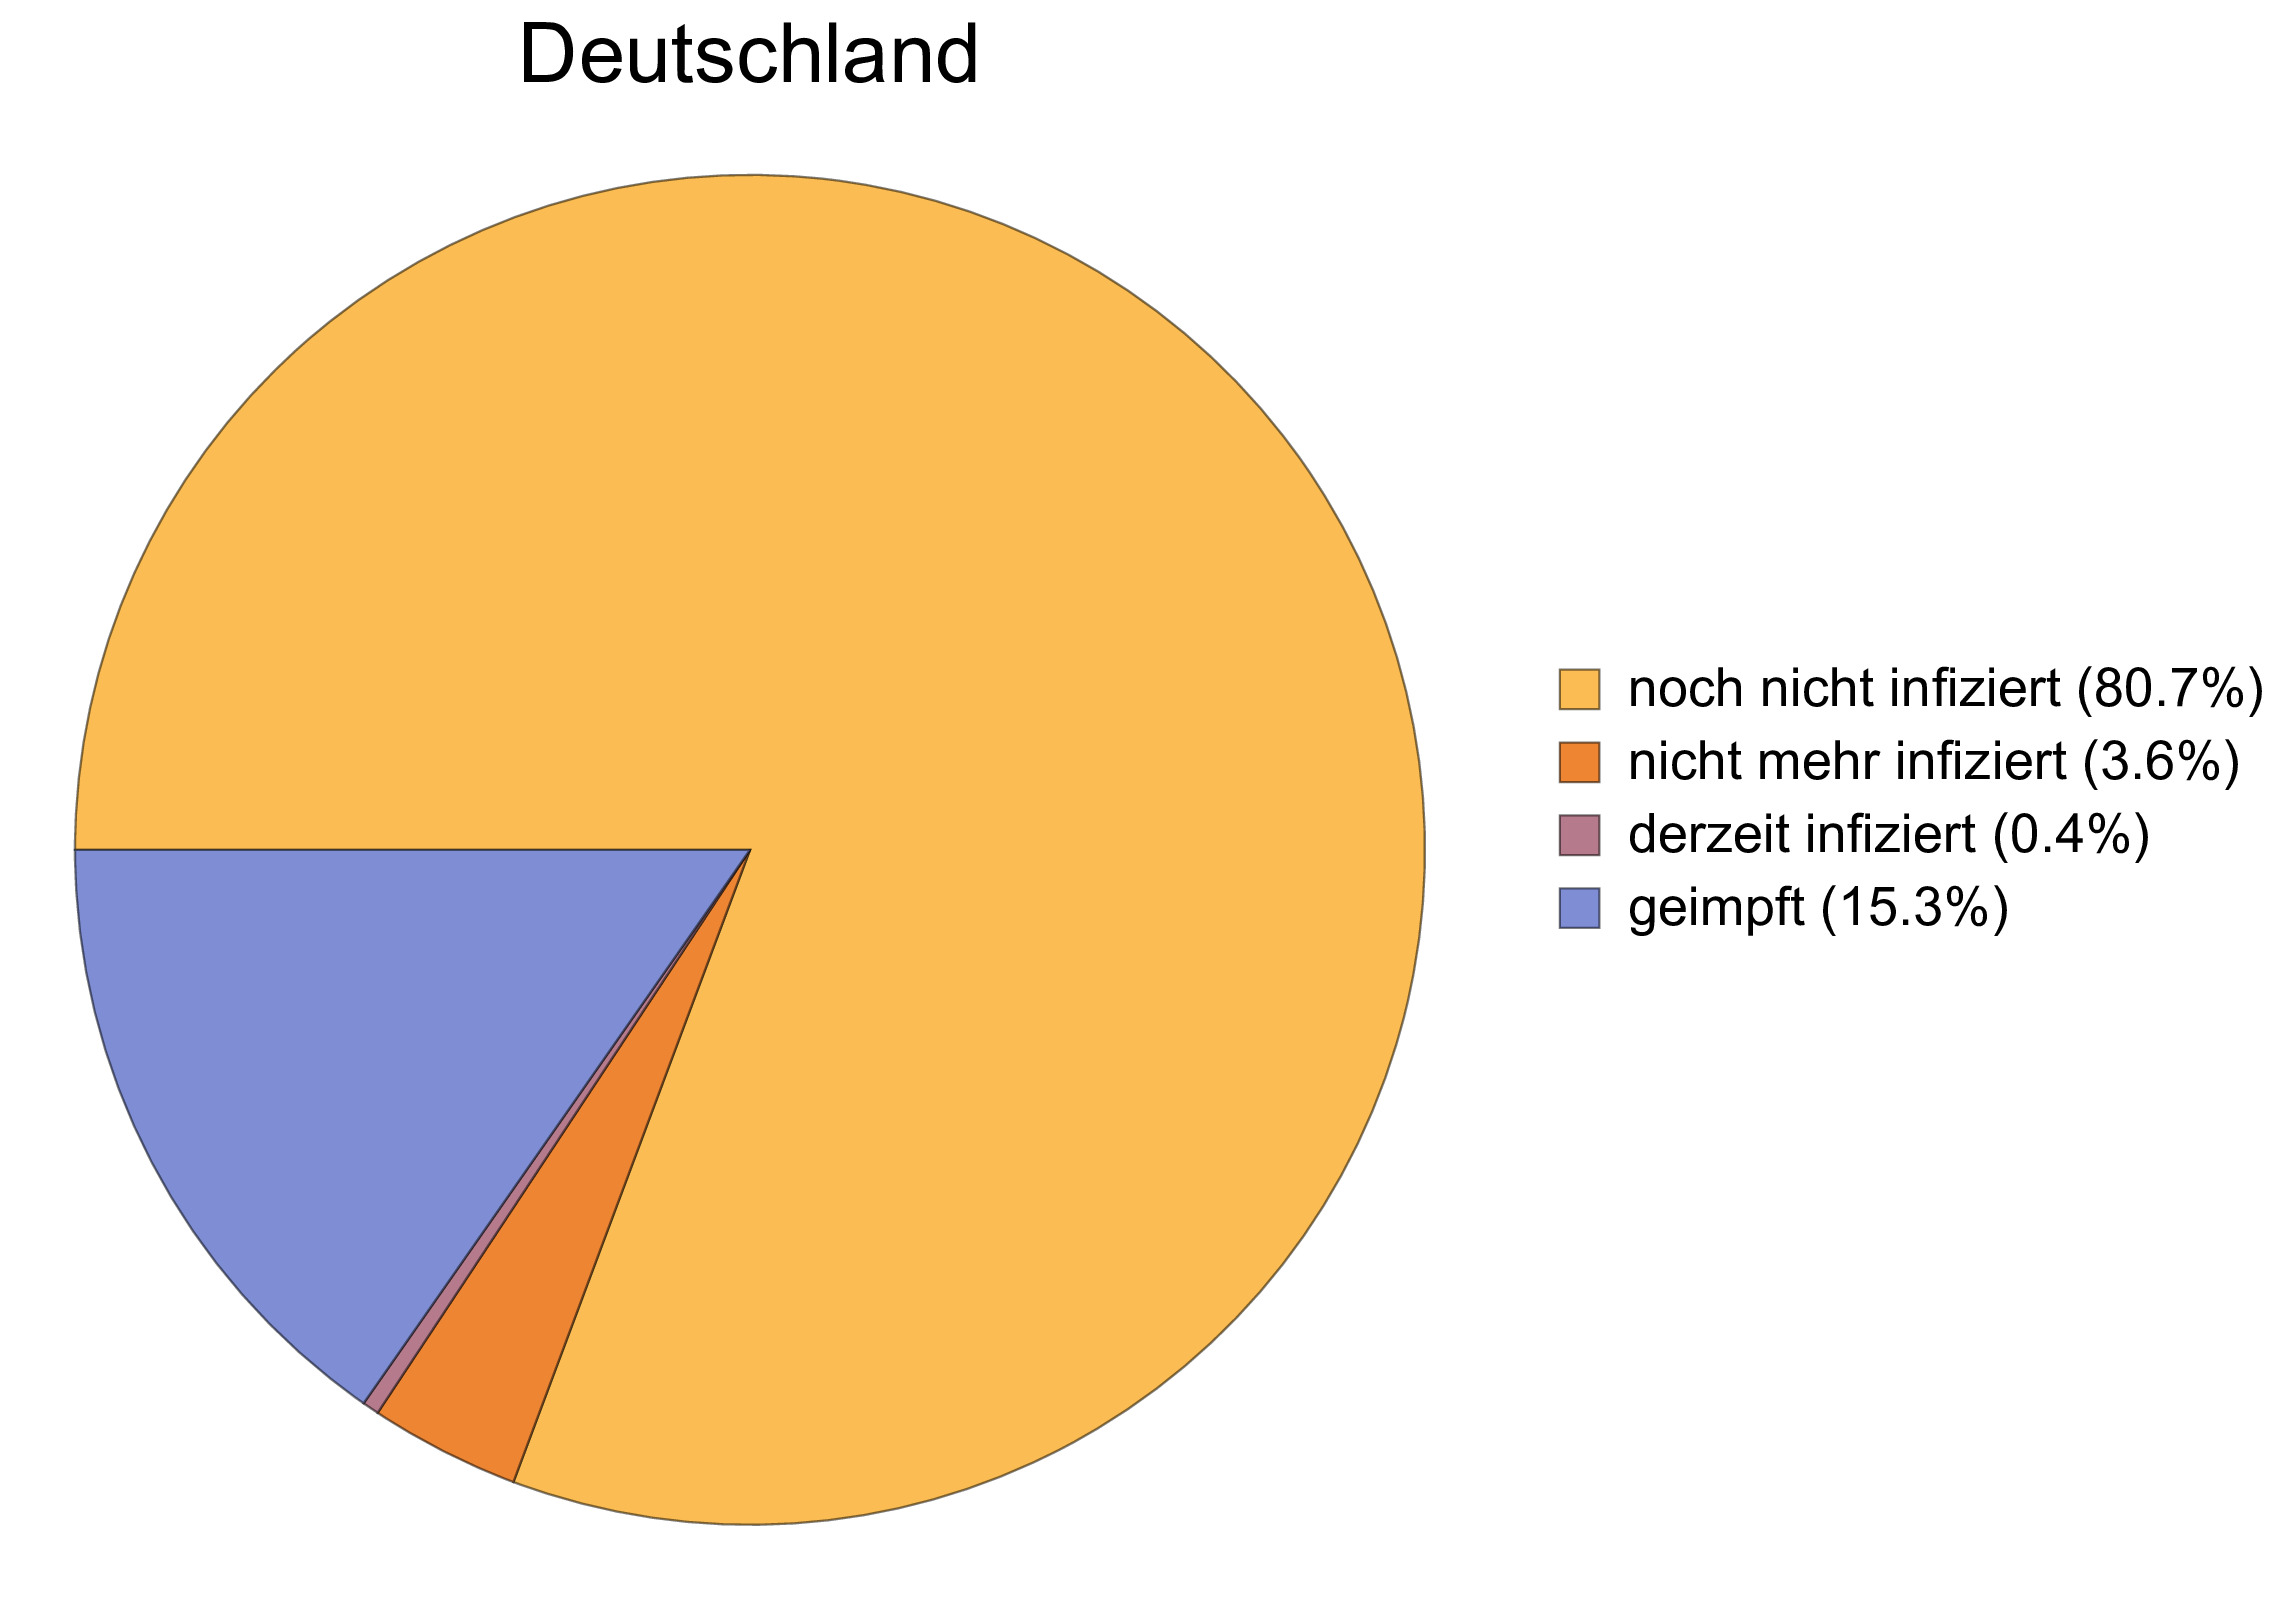 Deutschland
noch nicht infiziert (80.7%)
nicht mehr infiziert (3.6%)
derzeit infiziert (0.4%)
geimpft (15.3%)